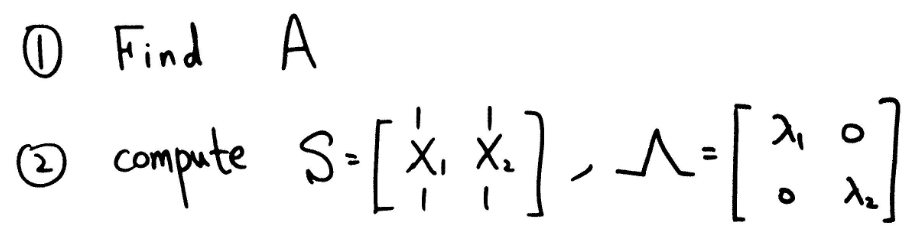 ① Find A
② compute S = [ x₁ x₂ ] , Λ = [ λ₁ 0
0 λ₂ ]